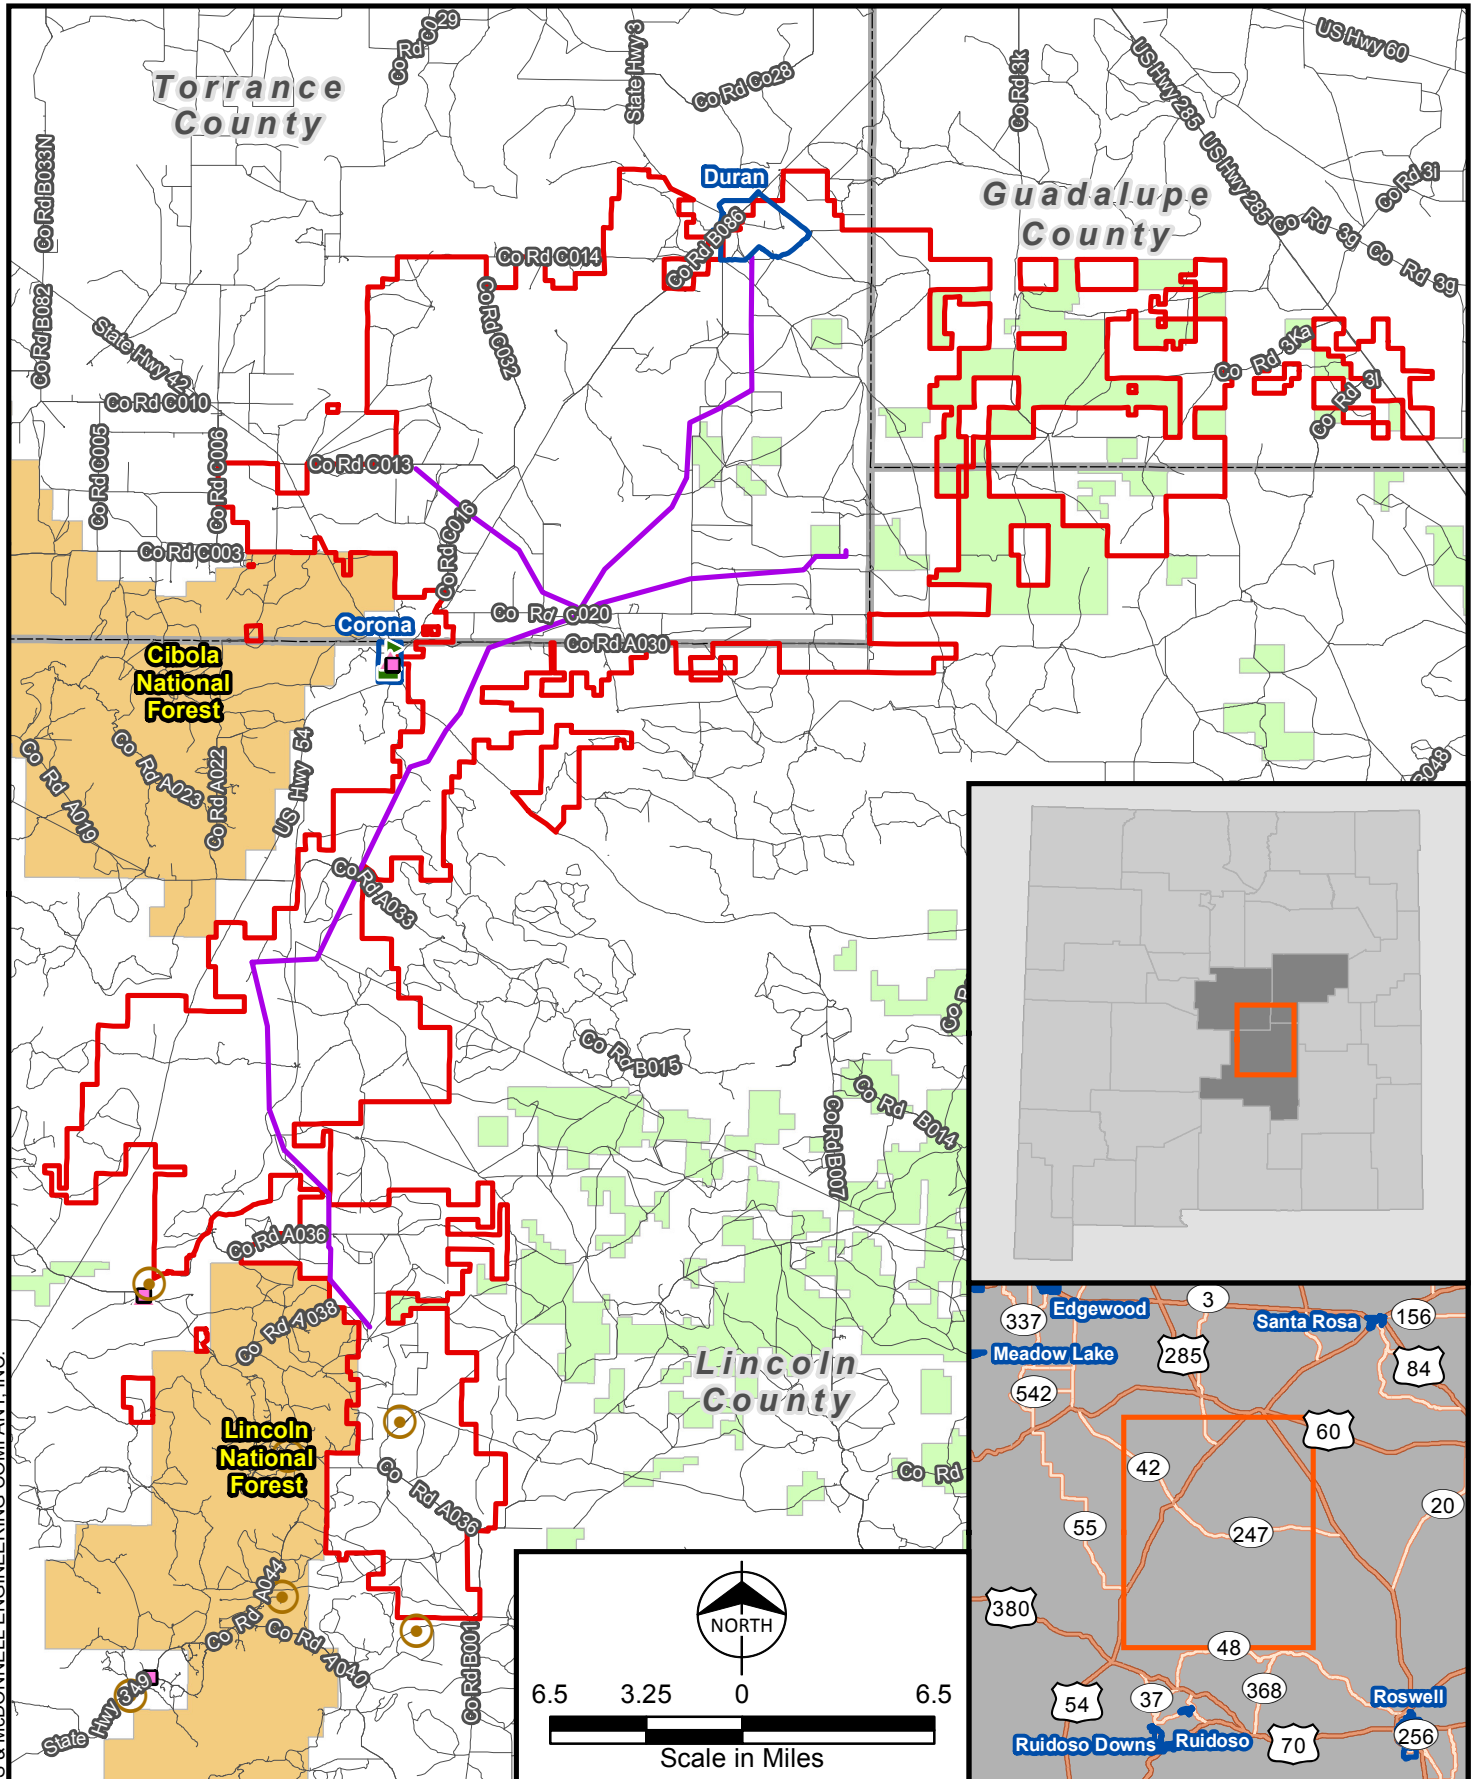 Co Rd C029
State Hwy 3
US Hwy 60
Torrance
County
Co Rd Co28
Co Rd 3k
US Hwy 285
US Hwy 285
Co Rd B033N
Co Rd 3i
Duran
Guadalupe
County
Co Rd B086
Co Rd 3g
Co Rd 3g
Co Rd C014
Co Rd B082
Co Rd C032
State Hwy 42
Co Rd 3Ka
Co Rd 3l
Co Rd C010
Co Rd C005
Co Rd C006
Co Rd C013
Co Rd C016
Co Rd C003
Co Rd C020
Corona
Co Rd A030
Cibola
National
Forest
US Hwy 54
Co Rd A019
Co Rd A023
Co Rd A022
B048
Co Rd A033
Co R
Co Rd B015
Co Rd B014
Co Rd B007
Co Rd A036
Co Rd A038
Lincoln
County
Lincoln
National
Forest
Co Rd A036
Co Rd
Co Rd A044
Co Rd A040
Co Rd B001
State Hwy 349
NORTH
6.5 3.25 0 6.5
Scale in Miles
Edgewood
3
337
Santa Rosa
156
Meadow Lake
285
84
542
60
42
20
55
247
380
48
54
37
368
Roswell
Ruidoso Downs
Ruidoso
70
256
& McDONNELL ENGINEERING COMPANY, INC.